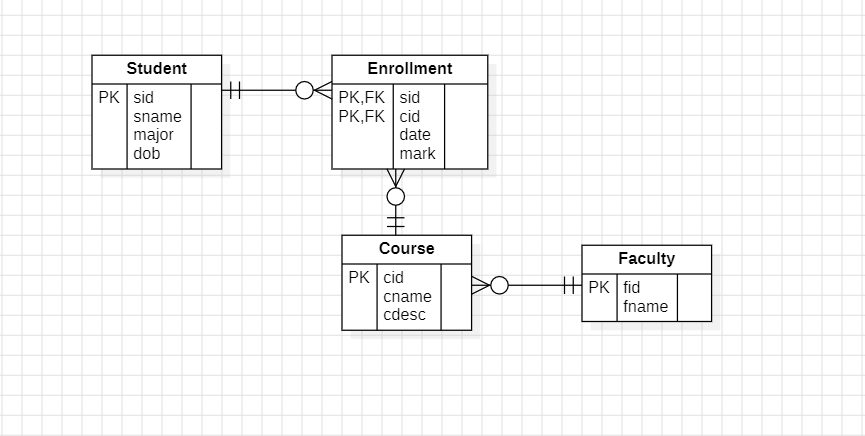 Student
PK sid
sname
major
dob
Enrollment
PK,FK sid
PK,FK cid
date
mark
Course
PK cid
cname
cdesc
Faculty
PK fid
fname